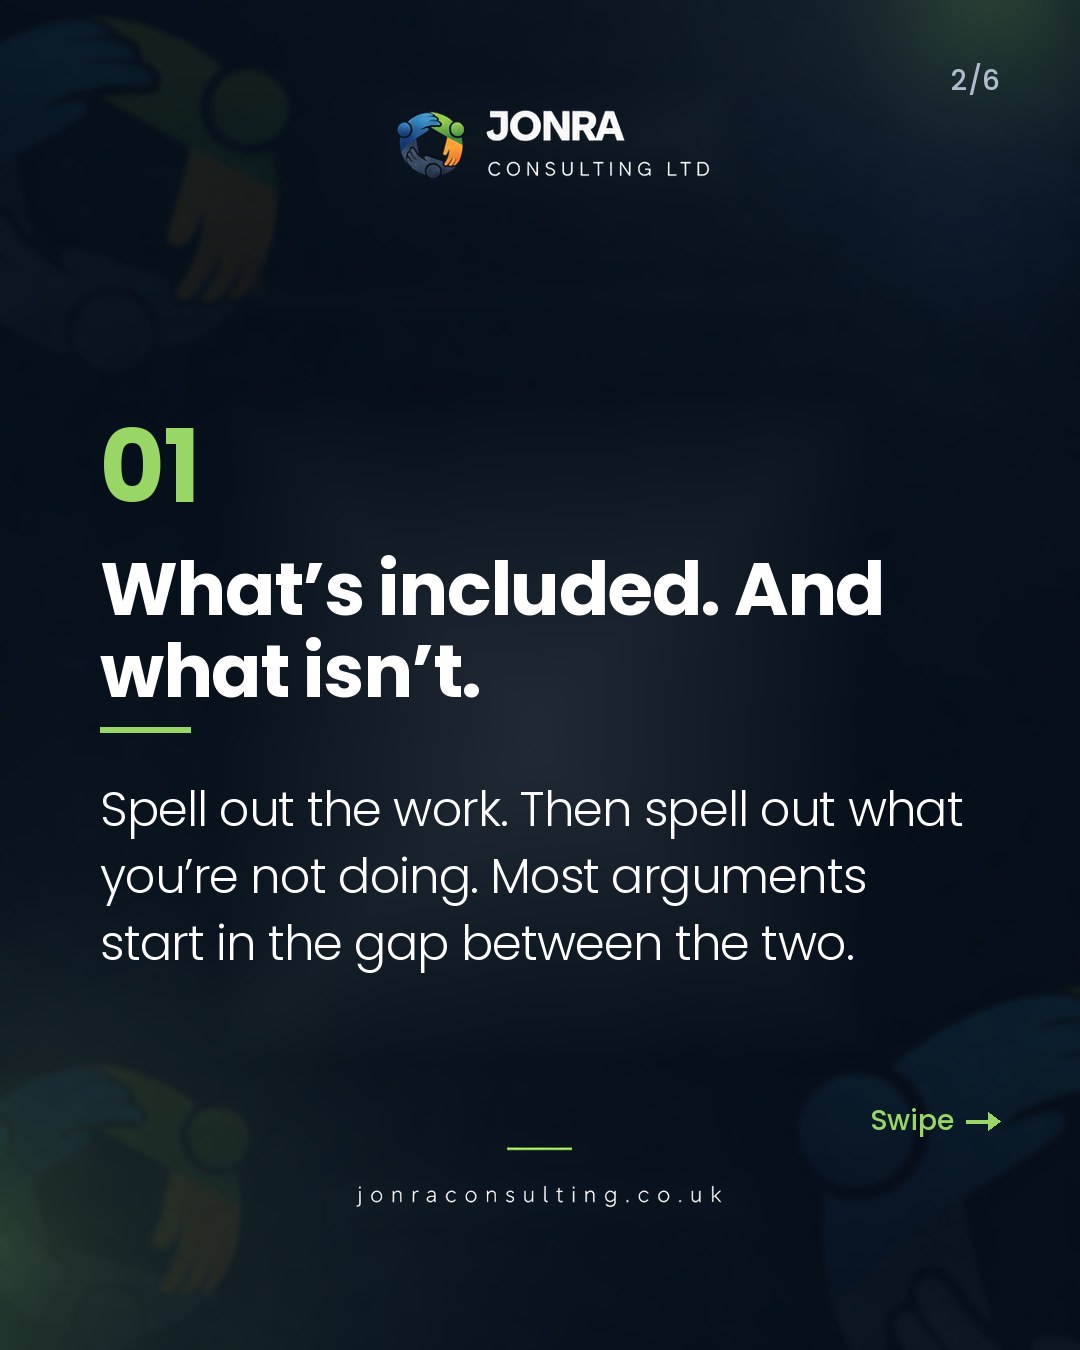 2/6
JONRA
CONSULTING LTD
01
What’s included. And
what isn’t.
Spell out the work. Then spell out what
you’re not doing. Most arguments
start in the gap between the two.
Swipe →
jonraconsulting.co.uk